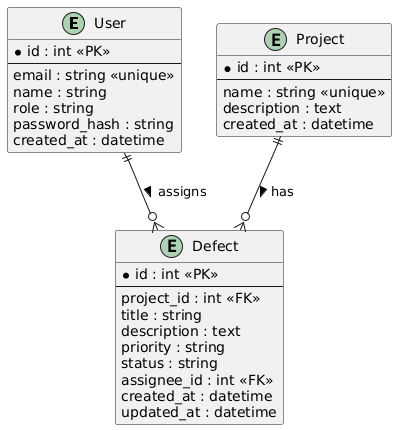 E User
* id : int «PK»
email : string «unique»
name : string
role : string
password_hash : string
created_at : datetime
E Project
* id : int «PK»
name : string «unique»
description : text
created_at : datetime
assigns
has
E Defect
* id : int «PK»
project_id : int «FK»
title : string
description : text
priority : string
status : string
assignee_id : int «FK»
created_at : datetime
updated_at : datetime